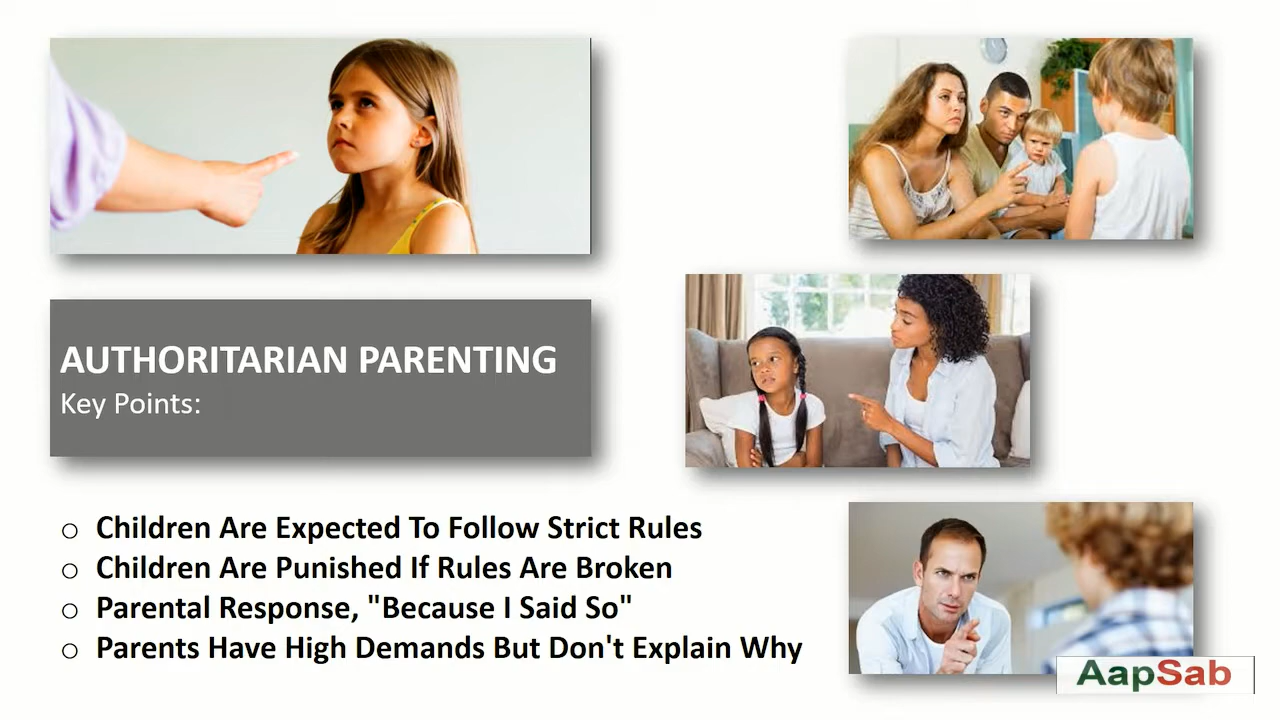 AUTHORITARIAN PARENTING
Key Points:
o Children Are Expected To Follow Strict Rules
o Children Are Punished If Rules Are Broken
o Parental Response, "Because I Said So"
o Parents Have High Demands But Don't Explain Why
AapSab